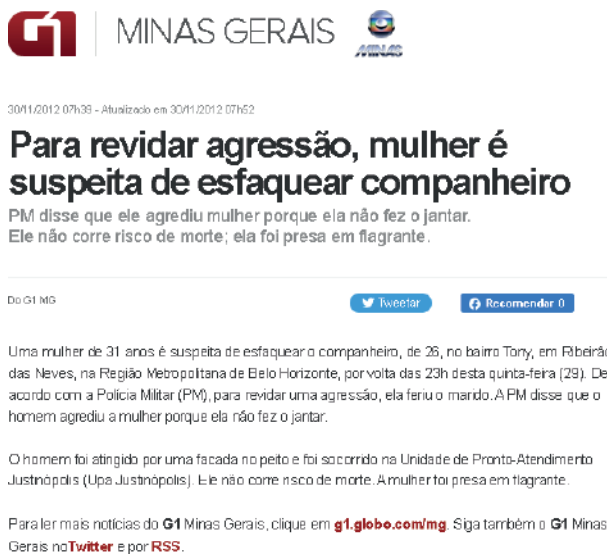 G1 MINAS GERAIS MINAS
30/11/2012 07h39 - Atualizado em 30/11/2012 07h52
Para revidar agressão, mulher é
suspeita de esfaquear companheiro
PM disse que ele agrediu mulher porque ela não fez o jantar.
Ele não corre risco de morte; ela foi presa em flagrante.
Do G1 MG Tweetar Recomendar 0
Uma mulher de 31 anos é suspeita de esfaquear o companheiro, de 26, no bairro Tony, em Ribeirão
das Neves, na Região Metropolitana de Belo Horizonte, por volta das 23h desta quinta-feira (29). De
acordo com a Polícia Militar (PM), para revidar uma agressão, ela feriu o marido. A PM disse que o
homem agrediu a mulher porque ela não fez o jantar.
O homem foi atingido por uma facada no peito e foi socorrido na Unidade de Pronto-Atendimento
Justinópolis (Upa Justinópolis). Ele não corre risco de morte. A mulher foi presa em flagrante.
Para ler mais notícias do G1 Minas Gerais, clique em g1.globo.com/mg. Siga também o G1 Minas
Gerais no Twitter e por RSS.